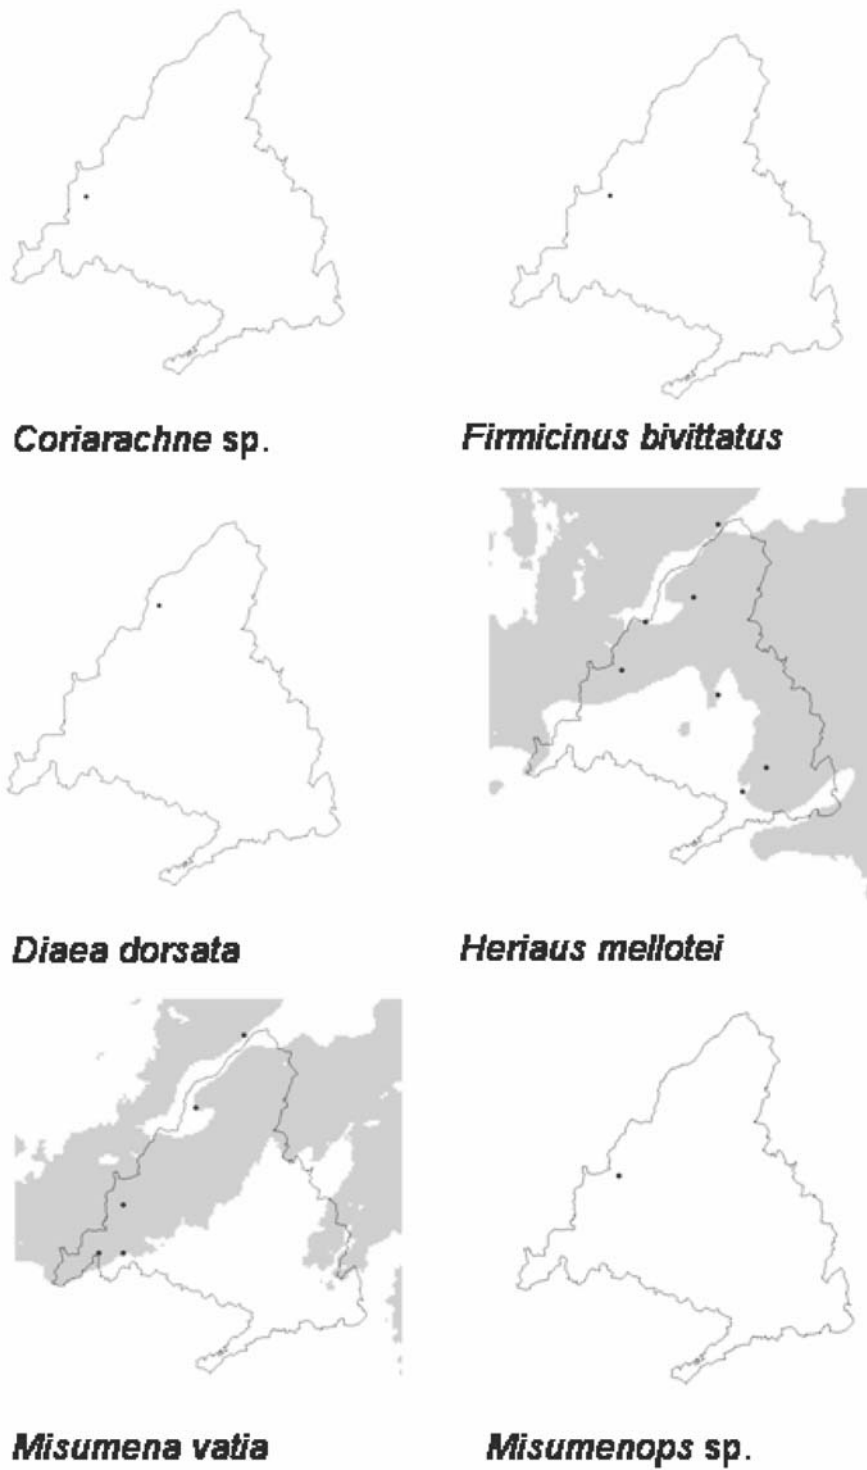 Coriarachne sp.
Firmicinus bivittatus
Diaea dorsata
Heriaus mellotei
Misumena vatia
Misumenops sp.